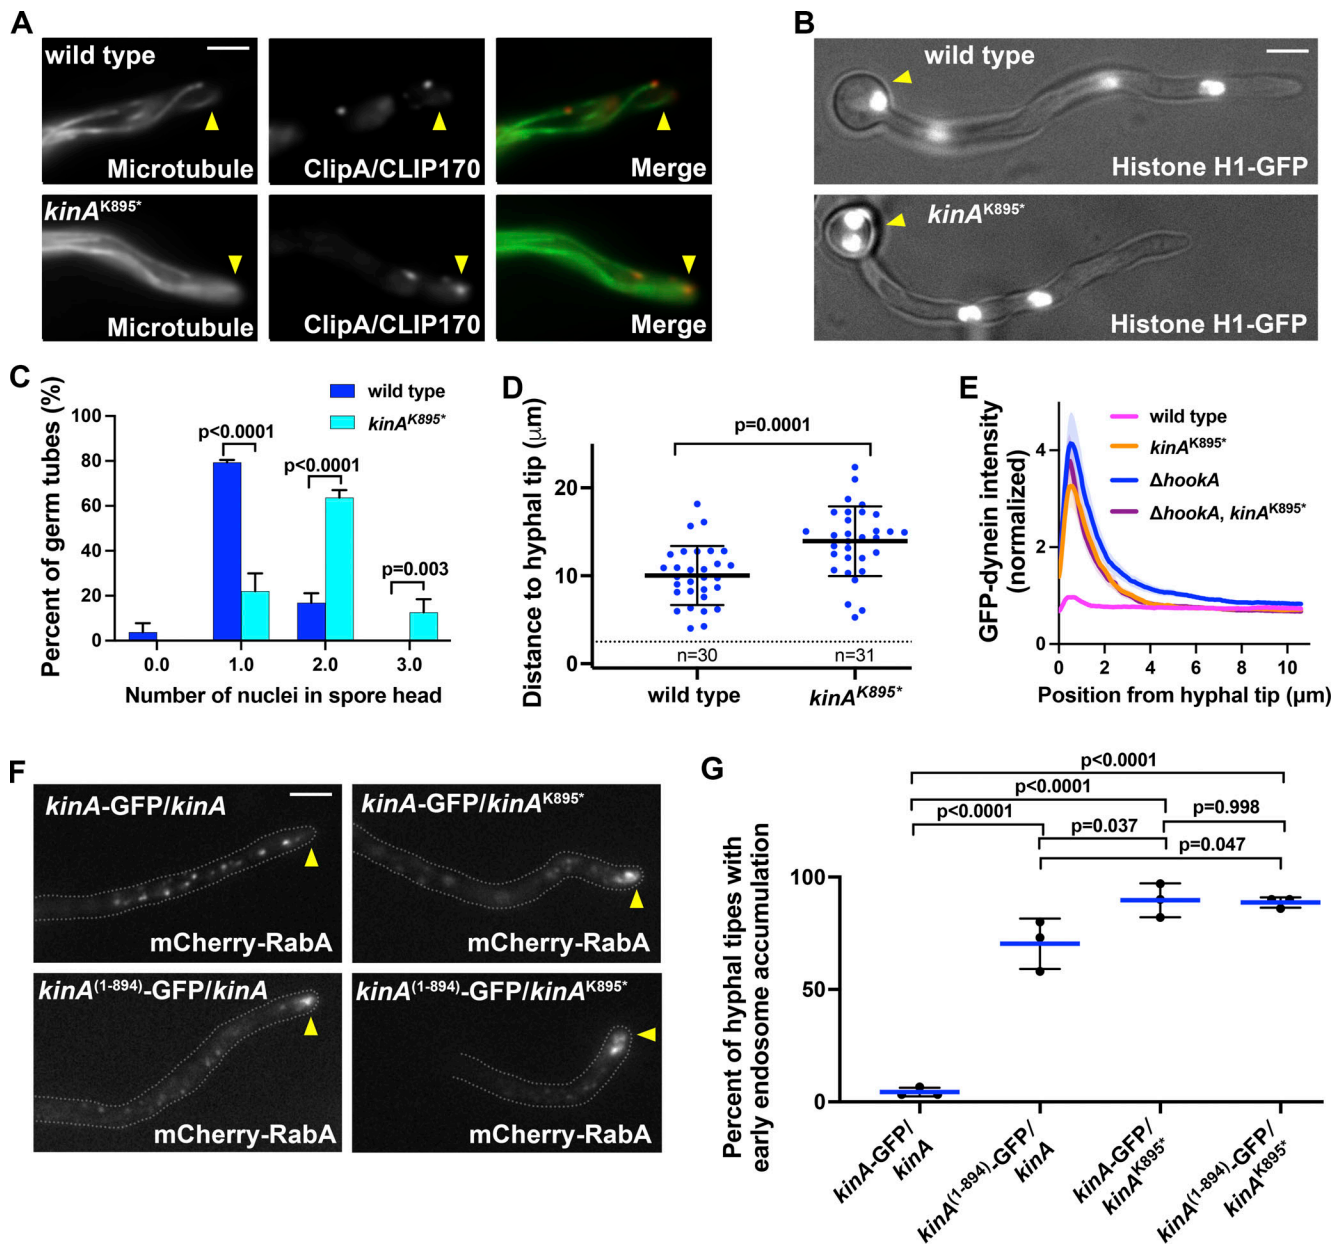 A
wild type
Microtubule
ClipA/CLIP170
Merge
kinA^K895*
Microtubule
ClipA/CLIP170
Merge
B
wild type
Histone H1-GFP
kinA^K895*
Histone H1-GFP
C
wild type
kinA^K895*
Percent of germ tubes (%)
100
80
60
40
20
0
p<0.0001
p<0.0001
p=0.003
0.0 1.0 2.0 3.0
Number of nuclei in spore head
D
Distance to hyphal tip (μm)
20
10
0
p=0.0001
n=30 n=31
wild type kinA^K895*
E
GFP-dynein intensity
(normalized)
4
2
0
wild type
kinA^K895*
ΔhookA
ΔhookA, kinA^K895*
0 2 4 6 8 10
Position from hyphal tip (μm)
F
kinA-GFP/kinA
mCherry-RabA
kinA-GFP/kinA^K895*
mCherry-RabA
kinA^(1-894)-GFP/kinA
mCherry-RabA
kinA^(1-894)-GFP/kinA^K895*
mCherry-RabA
G
Percent of hyphal tipes with
early endosome accumulation
100
50
0
p<0.0001
p<0.0001
p<0.0001
p=0.998
p=0.037
p=0.047
kinA-GFP/
kinA
kinA^(1-894)-GFP/
kinA
kinA-GFP/
kinA^K895*
kinA^(1-894)-GFP/
kinA^K895*